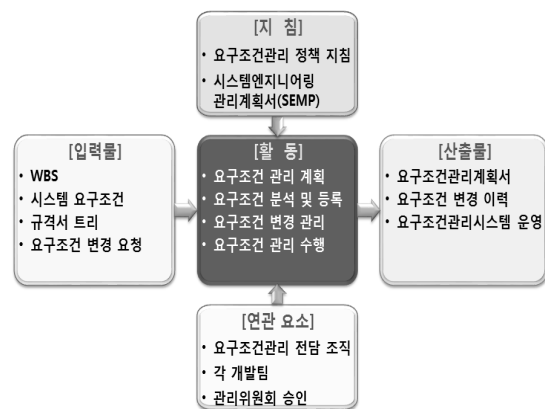 [지 침]
• 요구조건관리 정책 지침
• 시스템엔지니어링
관리계획서(SEMP)
[입력물]
• WBS
• 시스템 요구조건
• 규격서 트리
• 요구조건 변경 요청
[활 동]
• 요구조건 관리 계획
• 요구조건 분석 및 등록
• 요구조건 변경 관리
• 요구조건 관리 수행
[산출물]
• 요구조건관리계획서
• 요구조건 변경 이력
• 요구조건관리시스템 운영
[연관 요소]
• 요구조건관리 전담 조직
• 각 개발팀
• 관리위원회 승인